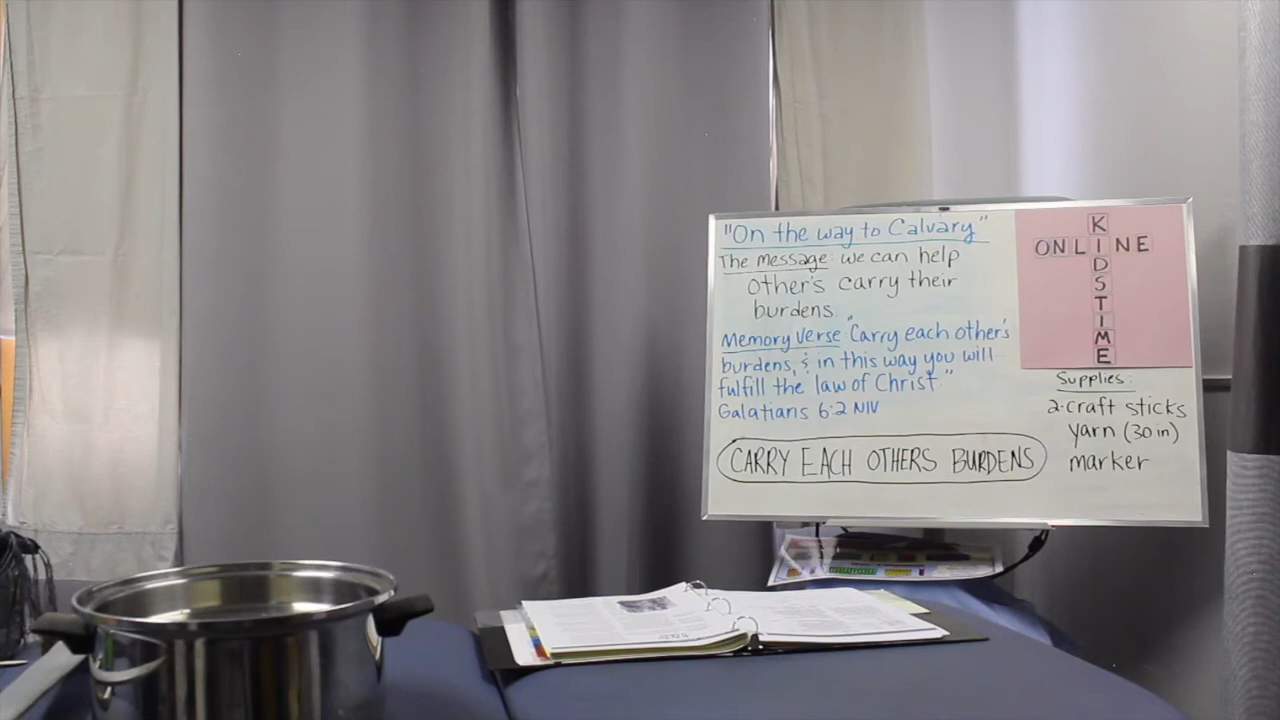 "On the way to Calvary"
The message: we can help
other's carry their
burdens.
Memory Verse: "Carry each other's
burdens, & in this way you will
fulfill the law of Christ"
Galatians 6:2 NIV
CARRY EACH OTHERS BURDENS
KIDSTIME
ONLINE
Supplies:
2-craft sticks
yarn (30 in)
marker